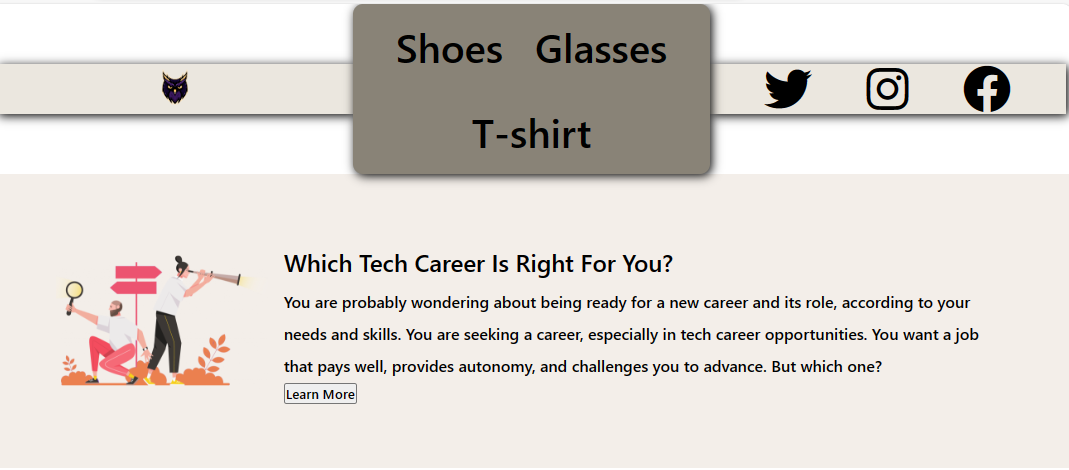 Shoes Glasses
T-shirt
Which Tech Career Is Right For You?
You are probably wondering about being ready for a new career and its role, according to your
needs and skills. You are seeking a career, especially in tech career opportunities. You want a job
that pays well, provides autonomy, and challenges you to advance. But which one?
Learn More